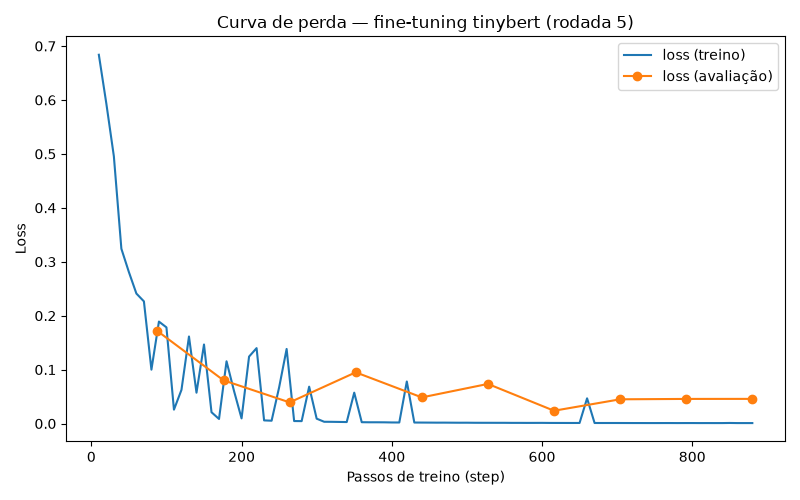 Curva de perda — fine-tuning tinybert (rodada 5)
loss (treino)
loss (avaliação)
Loss
0.7
0.6
0.5
0.4
0.3
0.2
0.1
0.0
0 200 400 600 800
Passos de treino (step)